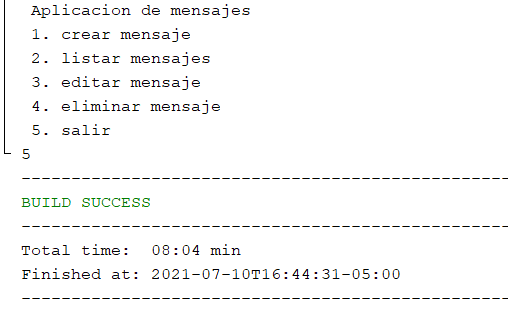 Aplicacion de mensajes
1. crear mensaje
2. listar mensajes
3. editar mensaje
4. eliminar mensaje
5. salir
5
------------------------------------------------
BUILD SUCCESS
------------------------------------------------
Total time:  08:04 min
Finished at: 2021-07-10T16:44:31-05:00
------------------------------------------------